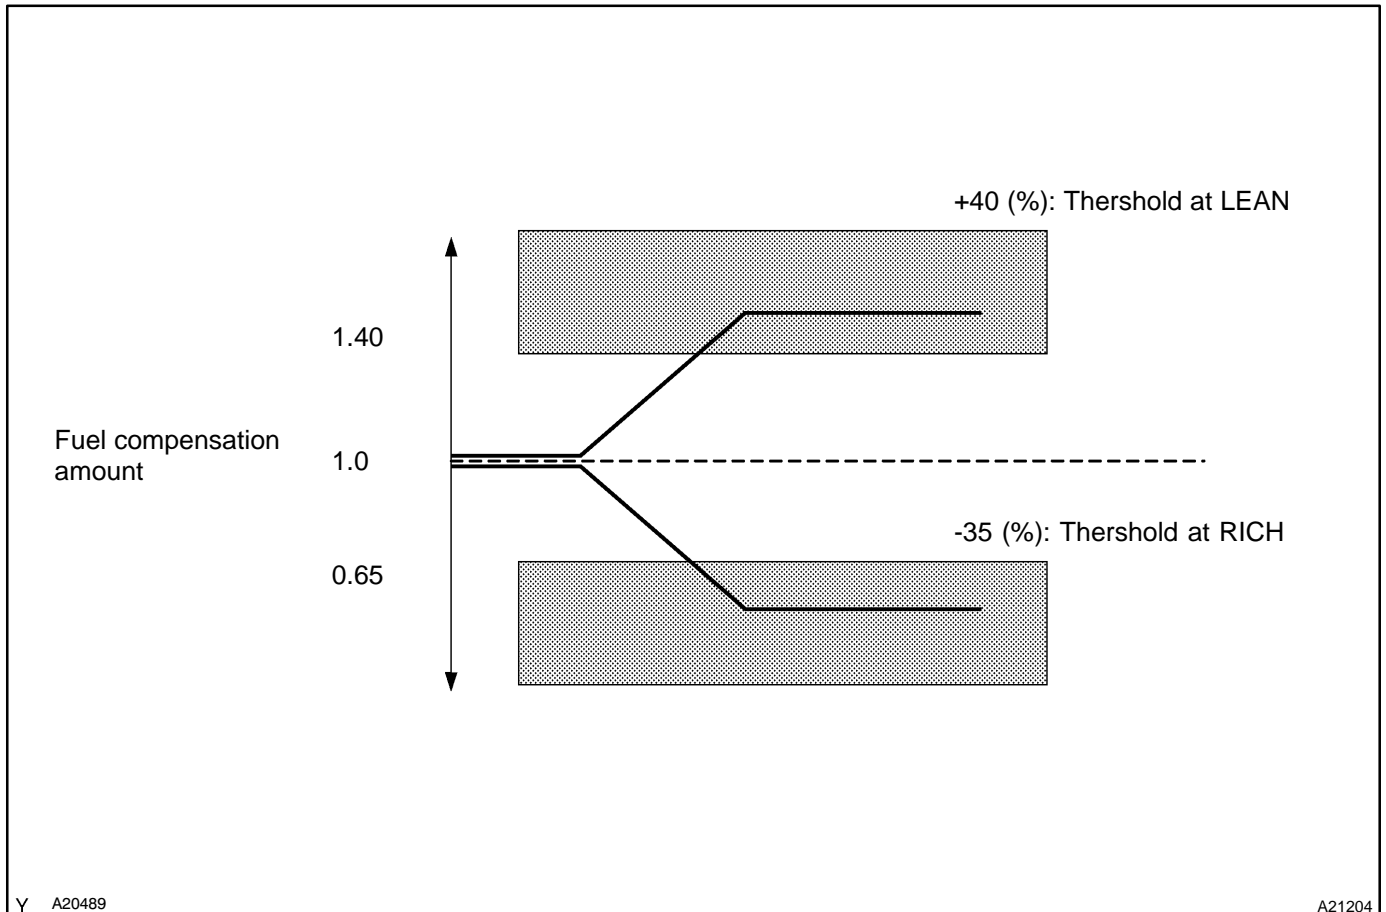 +40 (%): Thershold at LEAN
1.40
Fuel compensation
amount
1.0
-35 (%): Thershold at RICH
0.65
Y A20489
A21204